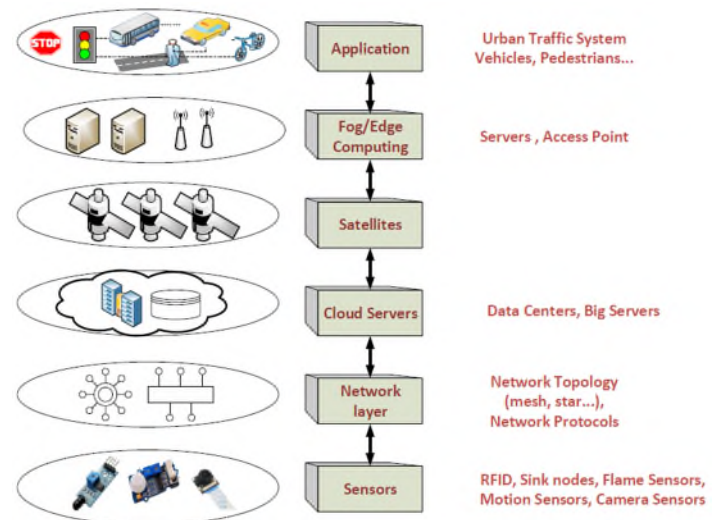 STOP
Application
Urban Traffic System
Vehicles, Pedestrians...
Fog/Edge
Computing
Servers , Access Point
Satellites
Cloud Servers
Data Centers, Big Servers
Network
layer
Network Topology
(mesh, star...),
Network Protocols
Sensors
RFID, Sink nodes, Flame Sensors,
Motion Sensors, Camera Sensors